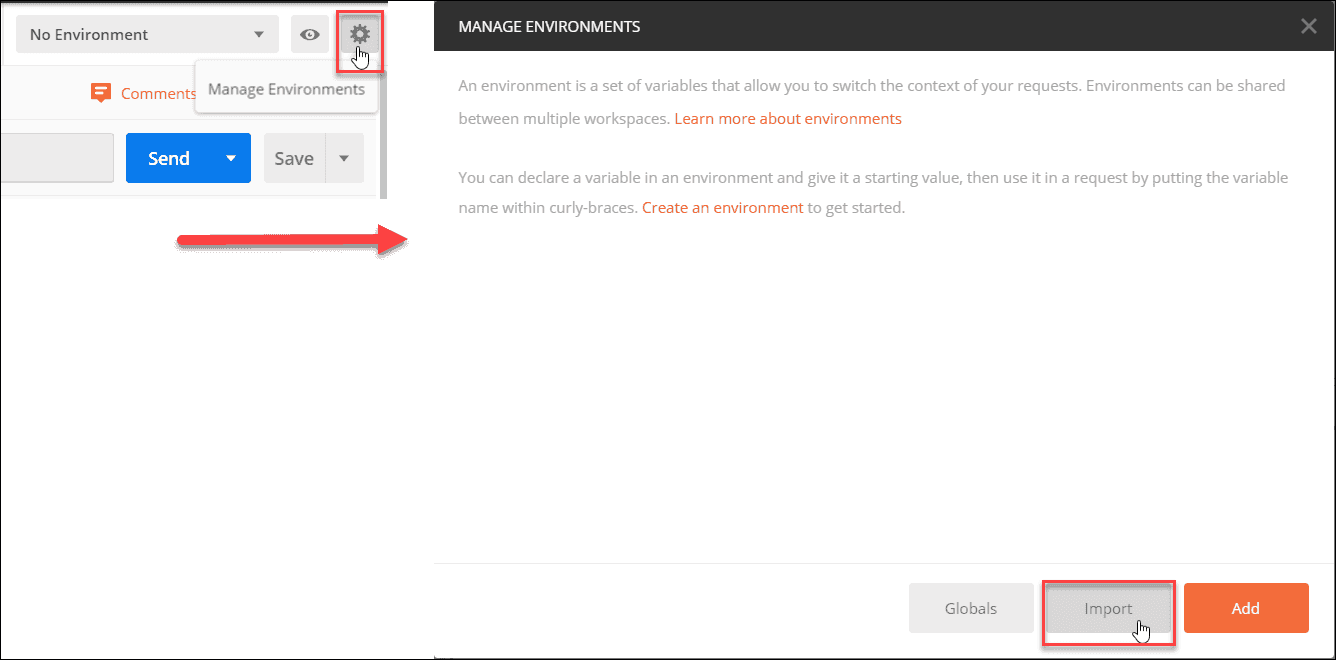 No Environment
Comments
Manage Environments
Send
Save
MANAGE ENVIRONMENTS
An environment is a set of variables that allow you to switch the context of your requests. Environments can be shared
between multiple workspaces. Learn more about environments
You can declare a variable in an environment and give it a starting value, then use it in a request by putting the variable
name within curly-braces. Create an environment to get started.
Globals
Import
Add